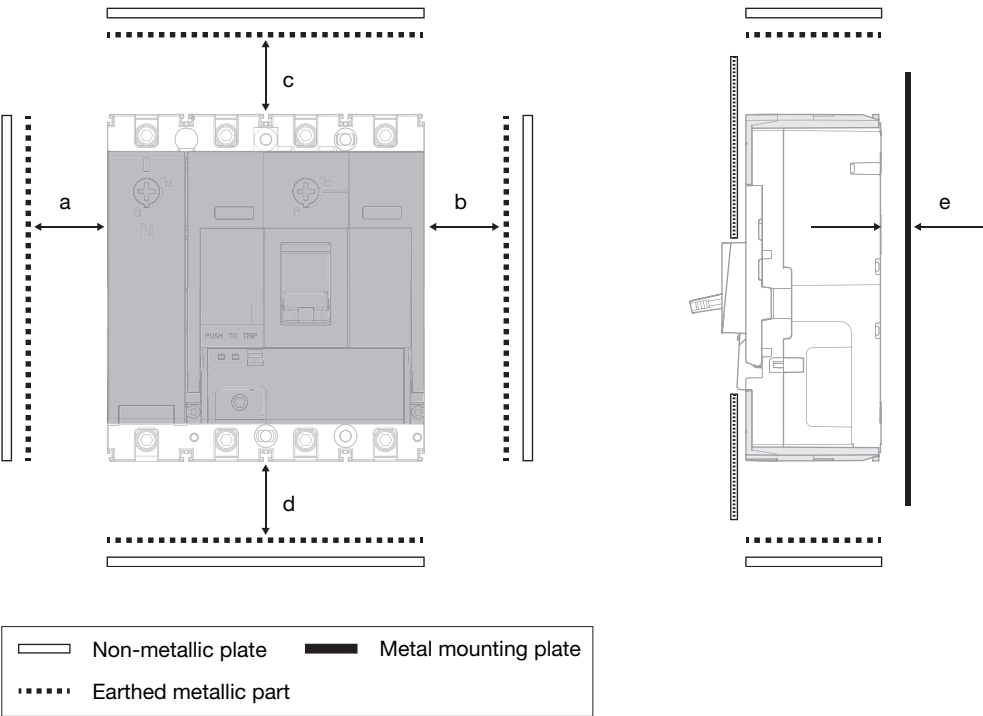 c
a
b
e
N
PUSH TO TRIP
d
Non-metallic plate
Metal mounting plate
Earthed metallic part